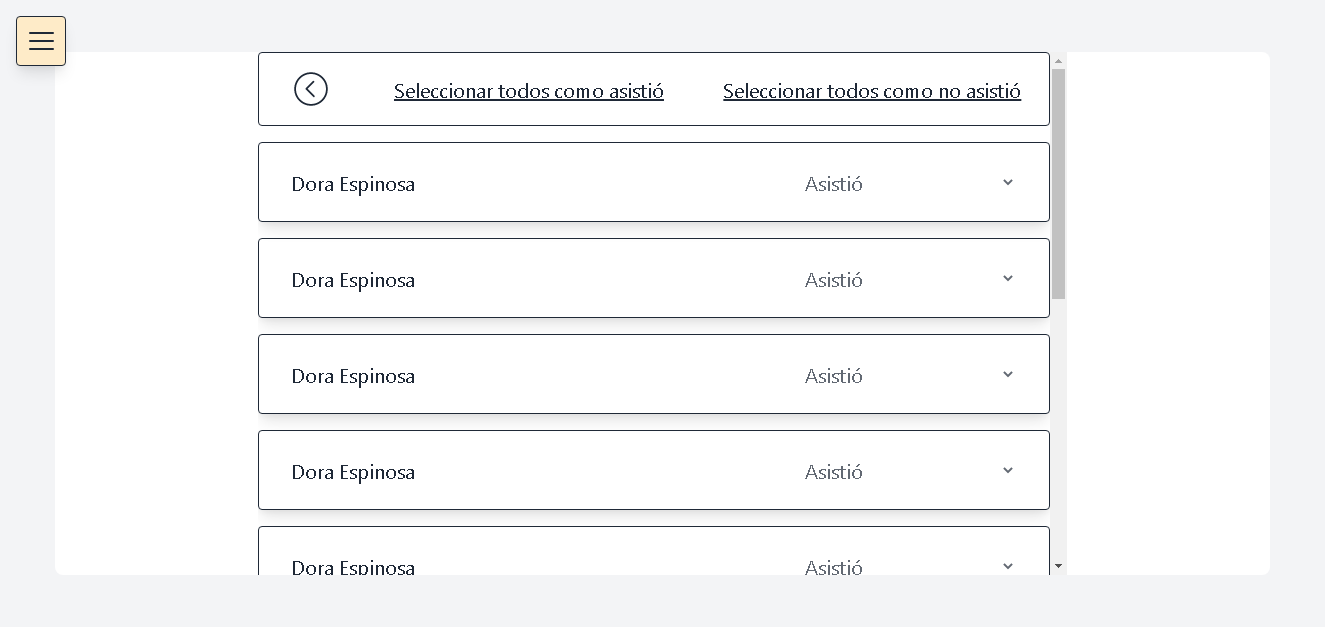 Seleccionar todos como asistió Seleccionar todos como no asistió
Dora Espinosa Asistió
Dora Espinosa Asistió
Dora Espinosa Asistió
Dora Espinosa Asistió
Dora Espinosa Asistió